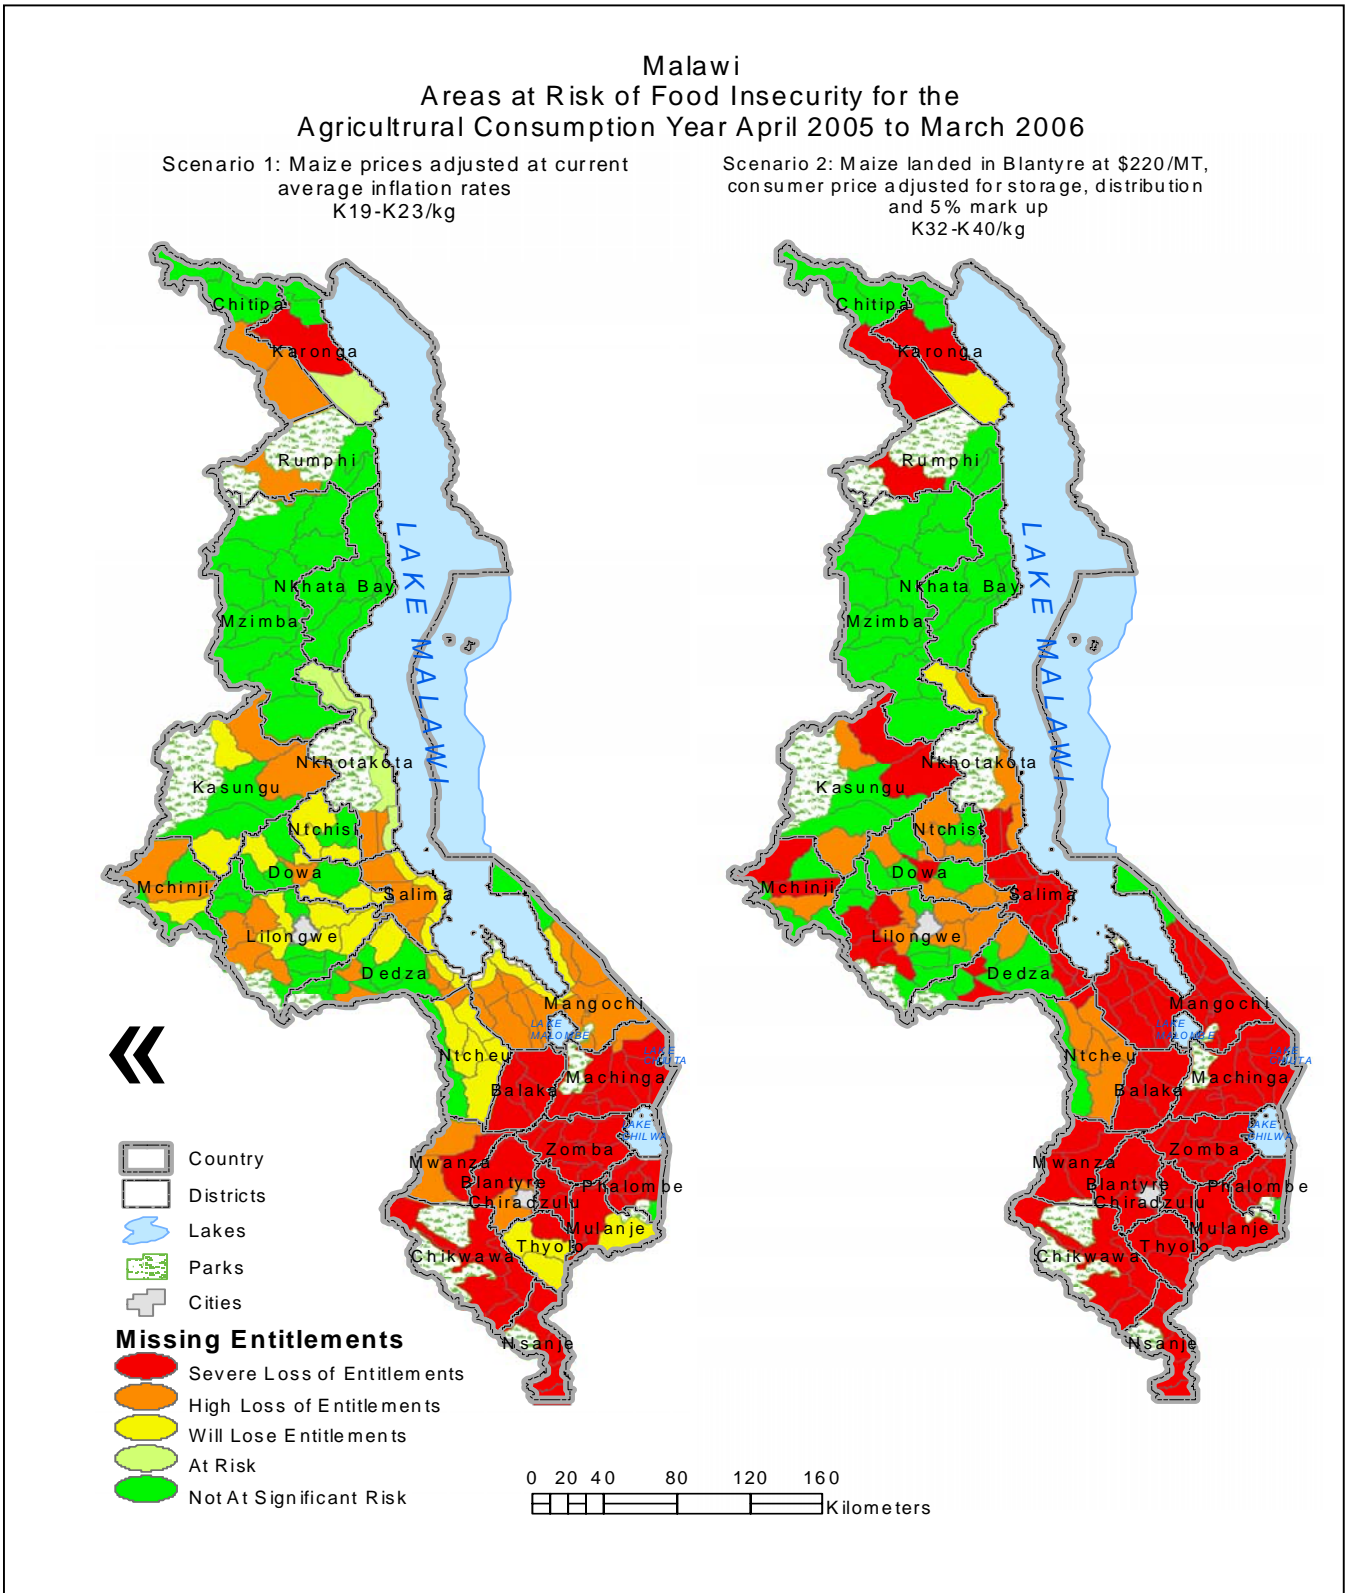 Malawi
Areas at Risk of Food Insecurity for the
Agricultrural Consumption Year April 2005 to March 2006
Scenario 1: Maize prices adjusted at current
average inflation rates
K19-K23/kg
Scenario 2: Maize landed in Blantyre at $220/MT,
consumer price adjusted for storage, distribution
and 5% mark up
K32-K40/kg
Chitipa
Karonga
Rumphi
LAKE MALAWI
Nkhata Bay
Mzimba
Nkhotakota
Kasungu
Ntchisi
Dowa
Mchinji
Salima
Lilongwe
Dedza
Mangochi
LAKE
MALOMBE
Ntcheu
Machinga
Balaka
Zomba
Mwanza
Blantyre
Phalombe
Chiradzulu
Mulanje
Thyolo
Chikwawa
Nsanje
Chitipa
Karonga
Rumphi
LAKE MALAWI
Nkhata Bay
Mzimba
Nkhotakota
Kasungu
Ntchisi
Dowa
Mchinji
Salima
Lilongwe
Dedza
Mangochi
LAKE
MALOMBE
Ntcheu
Machinga
Balaka
Zomba
Mwanza
Blantyre
Phalombe
Chiradzulu
Mulanje
Thyolo
Chikwawa
Nsanje
Country
Districts
Lakes
Parks
Cities
Missing Entitlements
Severe Loss of Entitlements
High Loss of Entitlements
Will Lose Entitlements
At Risk
Not At Significant Risk
0 20 40 80 120 160
Kilometers